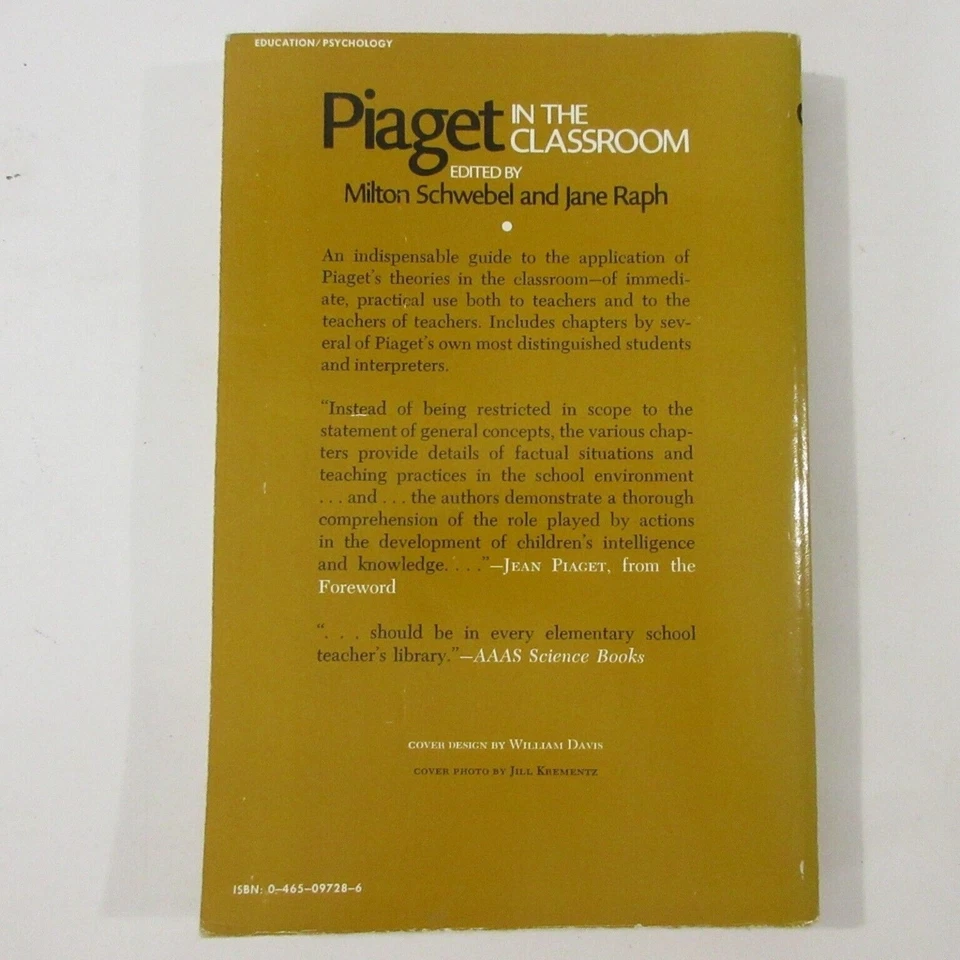 EDUCATION/PSYCHOLOGY
Piaget IN THE
CLASSROOM
EDITED BY
Milton Schwebel and Jane Raph
An indispensable guide to the application of
Piaget's theories in the classroom—of immedi-
ate, practical use both to teachers and to the
teachers of teachers. Includes chapters by sev-
eral of Piaget's own most distinguished students
and interpreters.
“Instead of being restricted in scope to the
statement of general concepts, the various chap-
ters provide details of factual situations and
teaching practices in the school environment
. . . and . . . the authors demonstrate a thorough
comprehension of the role played by actions
in the development of children's intelligence
and knowledge. . . .”—JEAN PIAGET, from the
Foreword
“. . . should be in every elementary school
teacher's library.”—AAAS Science Books
COVER DESIGN BY WILLIAM DAVIS
COVER PHOTO BY JILL KREMENTZ
ISBN: 0–465–09728–6